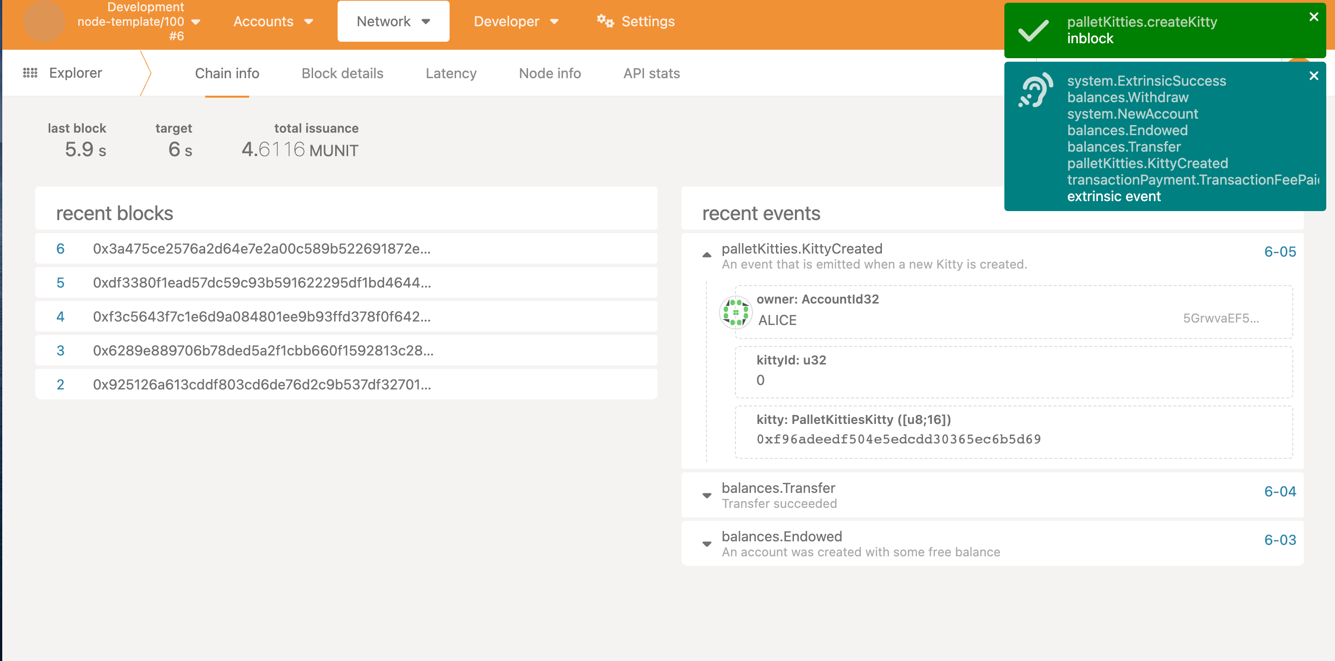 Development
node-template/100
#6
Accounts
Network
Developer
Settings
palletKitties.createKitty
inblock
system.ExtrinsicSuccess
balances.Withdraw
system.NewAccount
balances.Endowed
balances.Transfer
palletKitties.KittyCreated
transactionPayment.TransactionFeePai
extrinsic event
Explorer
Chain info
Block details
Latency
Node info
API stats
last block
5.9 s
target
6 s
total issuance
4.6116 MUNIT
recent blocks
6 0x3a475ce2576a2d64e7e2a00c589b522691872e...
5 0xdf3380f1ead57dc59c93b591622295df1bd4644...
4 0xf3c5643f7c1e6d9a084801ee9b93ffd378f0f642...
3 0x6289e889706b78ded5a2f1cbb660f1592813c28...
2 0x925126a613cddf803cd6de76d2c9b537df32701...
recent events
palletKitties.KittyCreated 6-05
An event that is emitted when a new Kitty is created.
owner: AccountId32
ALICE 5GrwvaEF5...
kittyId: u32
0
kitty: PalletKittiesKitty ([u8;16])
0xf96adeedf504e5edcdd30365ec6b5d69
balances.Transfer 6-04
Transfer succeeded
balances.Endowed 6-03
An account was created with some free balance